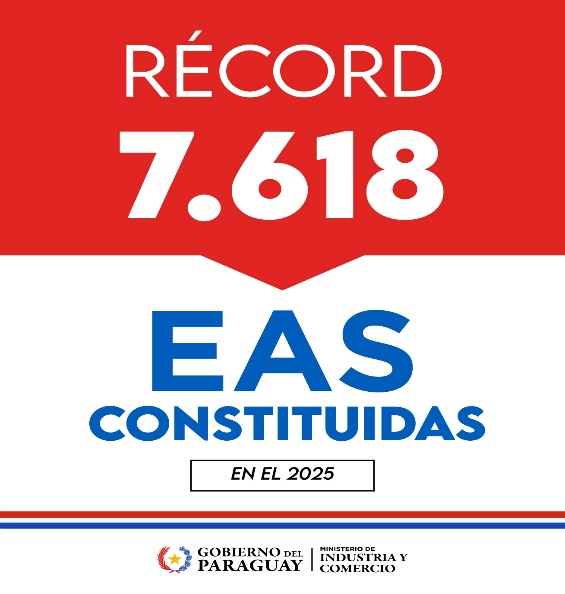 RÉCORD
7.618
EAS
CONSTITUIDAS
EN EL 2025
GOBIERNO DEL
PARAGUAY
MINISTERIO DE
INDUSTRIA Y
COMERCIO